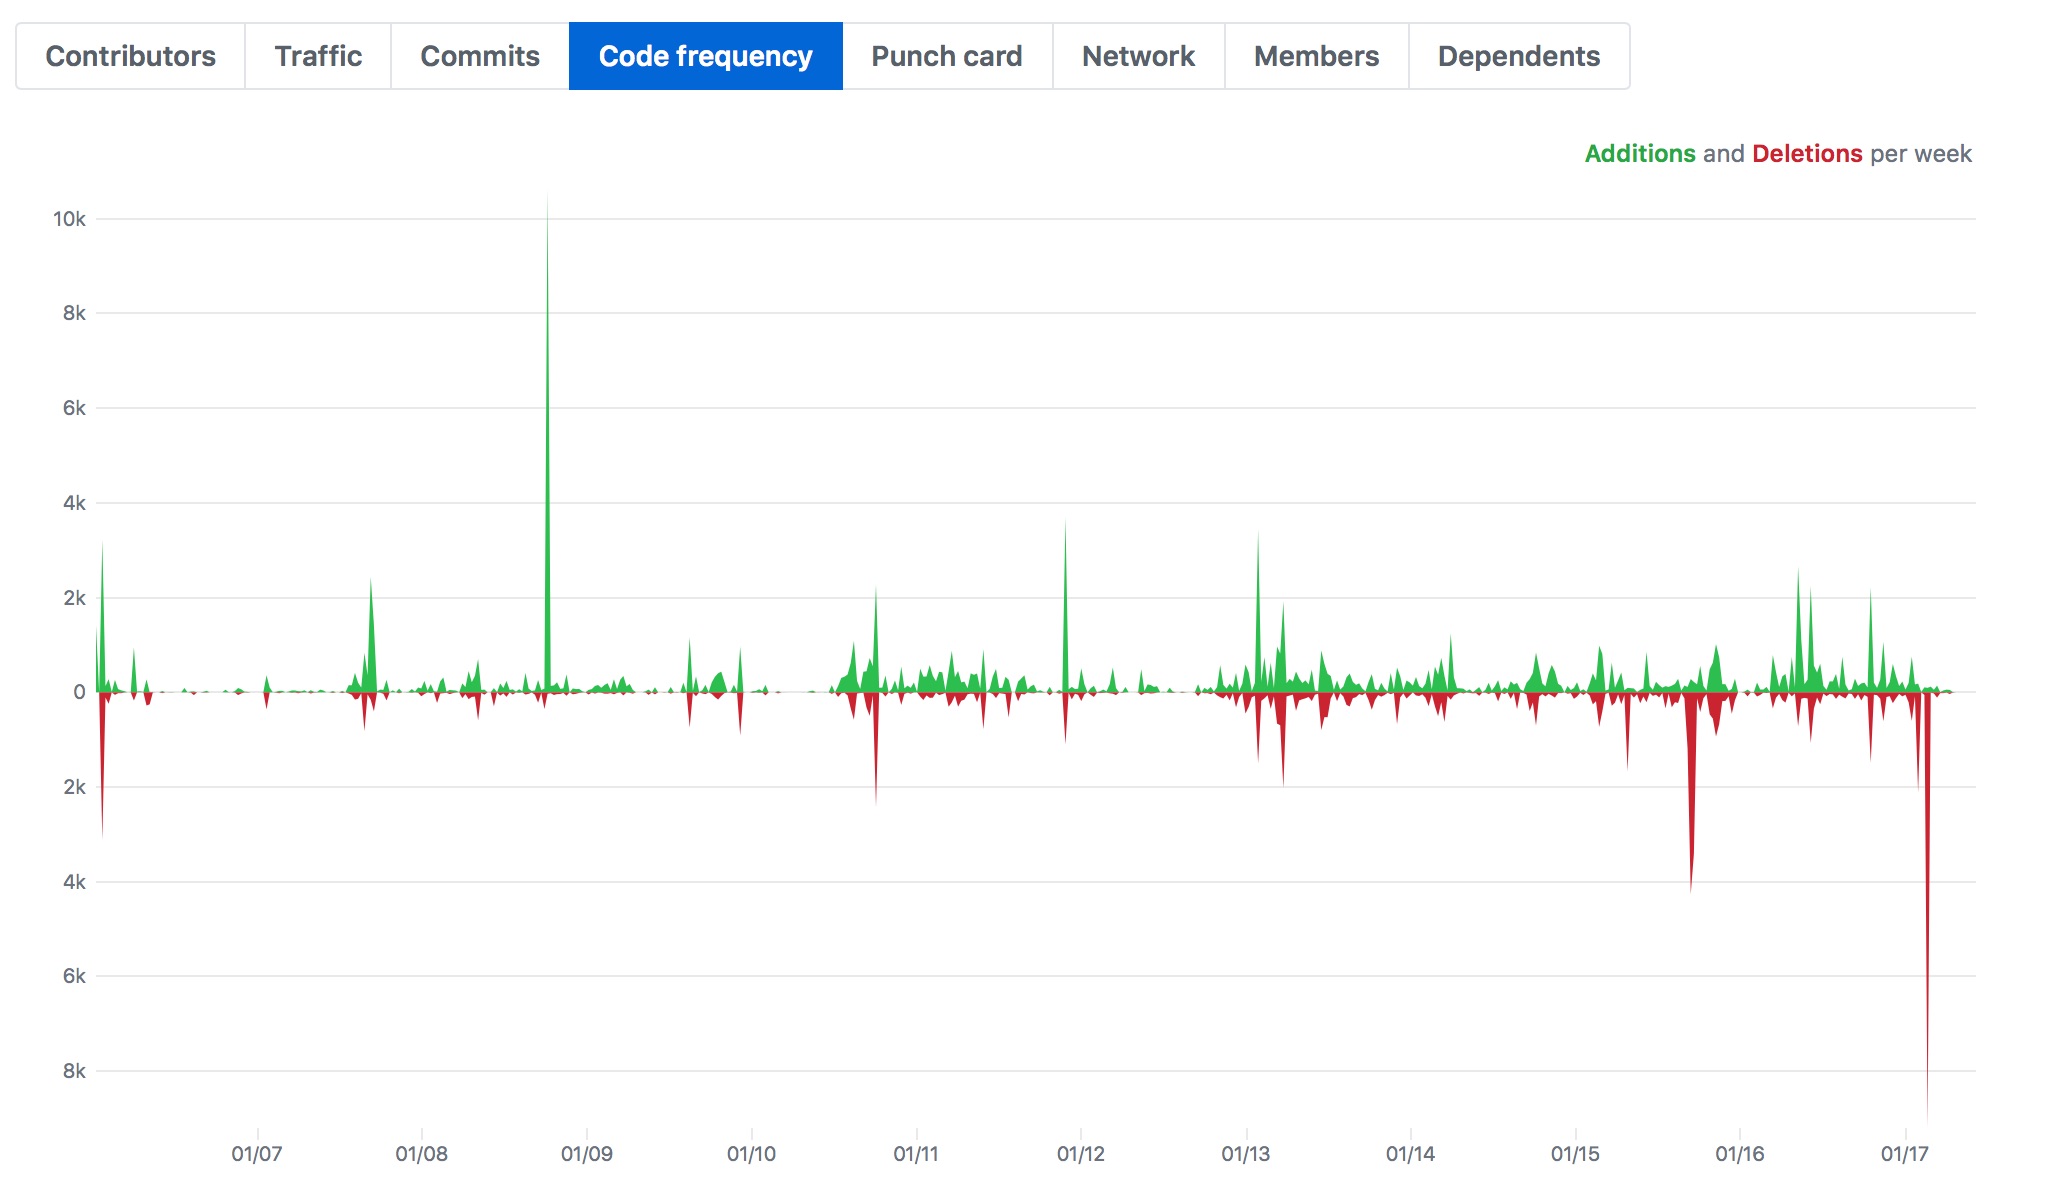 Contributors Traffic Commits Code frequency Punch card Network Members Dependents
Additions and Deletions per week
10k
8k
6k
4k
2k
0
2k
4k
6k
8k
01/07 01/08 01/09 01/10 01/11 01/12 01/13 01/14 01/15 01/16 01/17